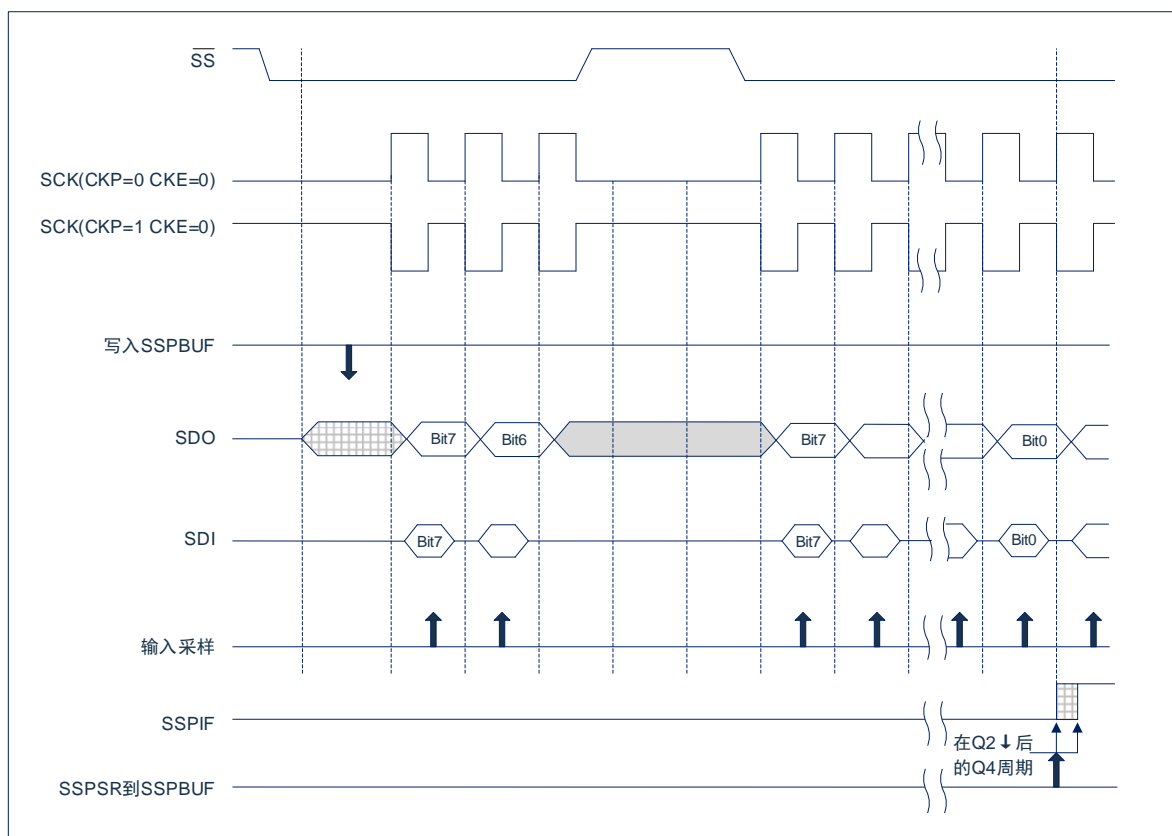 SS
SCK(CKP=0 CKE=0)
SCK(CKP=1 CKE=0)
写入SSPBUF
SDO
Bit7
Bit6
Bit7
Bit0
SDI
Bit7
Bit7
Bit0
输入采样
SSPIF
在Q2↓后
的Q4周期
SSPSR到SSPBUF